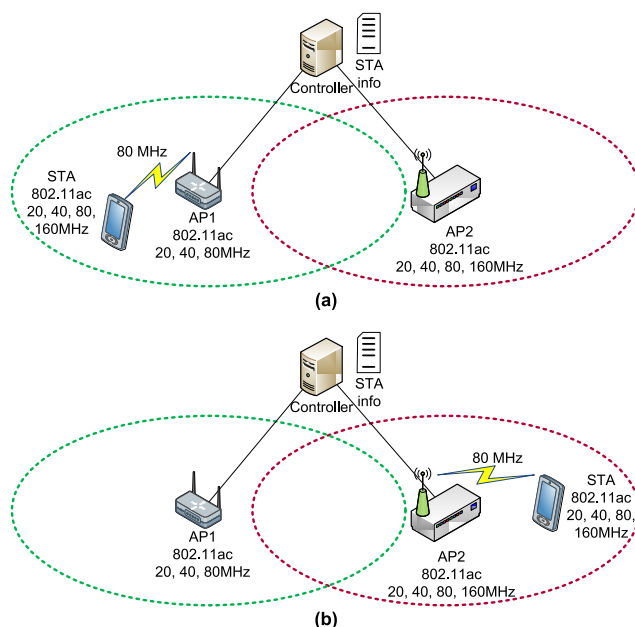 Controller
STA
info
80 MHz
STA
802.11ac
20, 40, 80,
160MHz
AP1
802.11ac
20, 40, 80MHz
AP2
802.11ac
20, 40, 80, 160MHz
(a)
Controller
STA
info
80 MHz
STA
802.11ac
20, 40, 80,
160MHz
AP1
802.11ac
20, 40, 80MHz
AP2
802.11ac
20, 40, 80, 160MHz
(b)